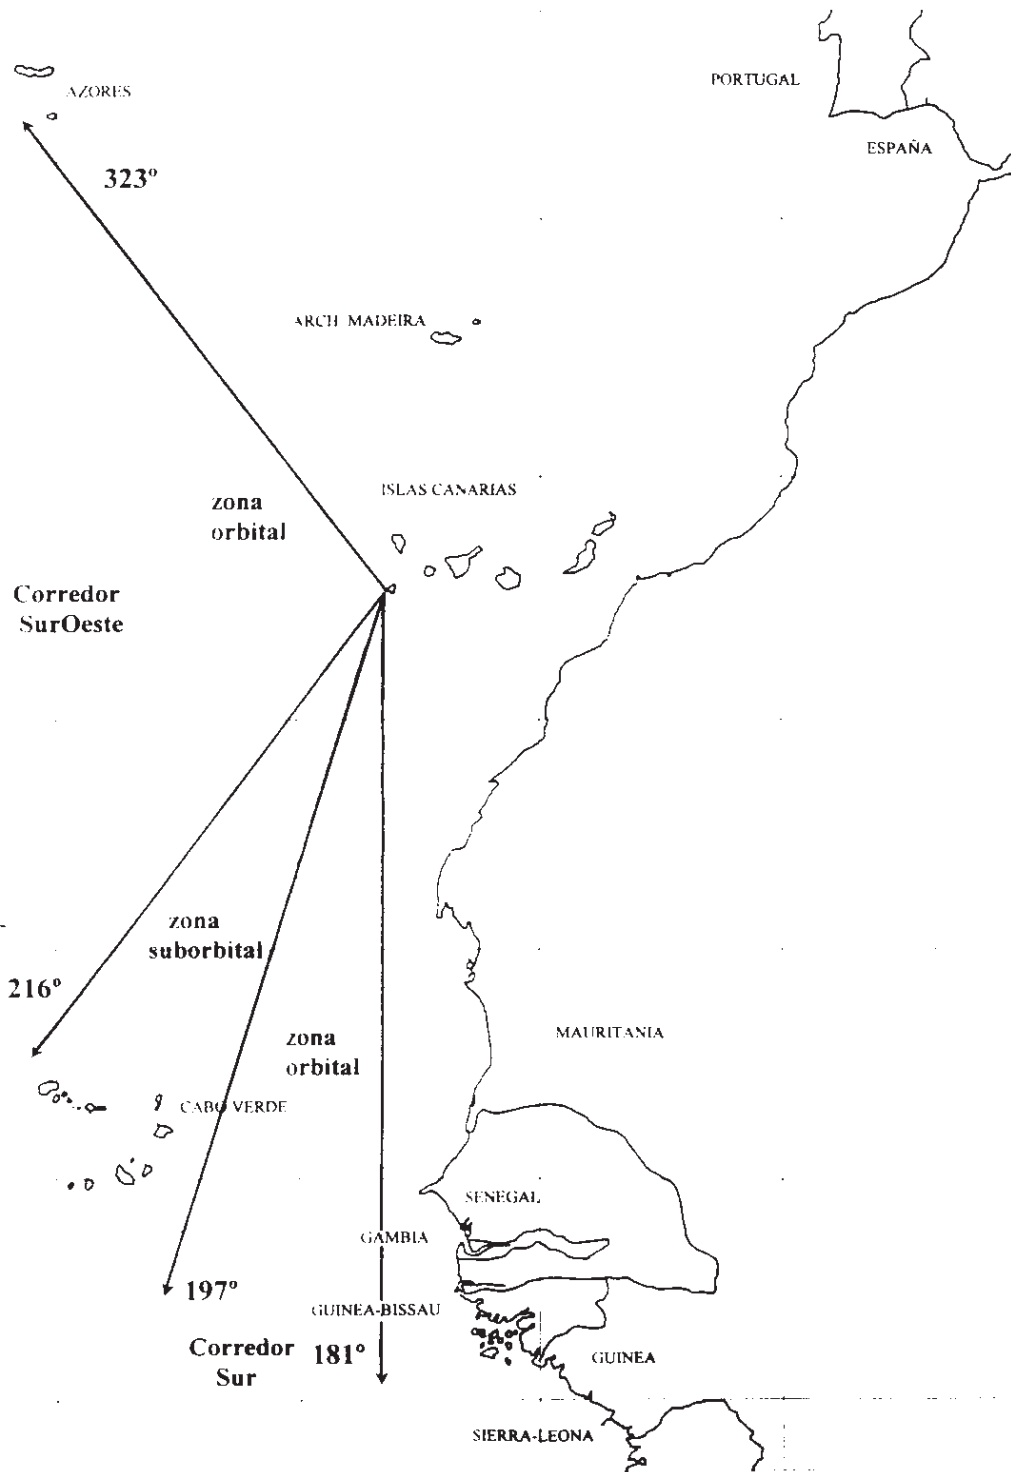 PORTUGAL
AZORES
ESPAÑA
323º
ARCH MADEIRA
ISLAS CANARIAS
zona
orbital
Corredor
SurOeste
zona
suborbital
216º
zona
orbital
MAURITANIA
CABO VERDE
SENEGAL
GAMBIA
197º
GUINEA-BISSAU
Corredor
Sur
181º
GUINEA
SIERRA-LEONA